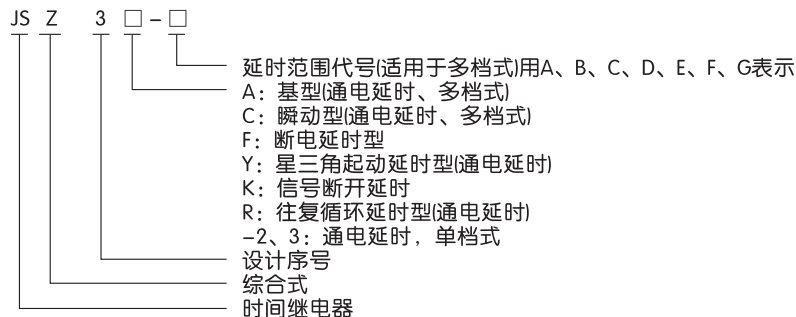 JS Z 3 □-□
延时范围代号(适用于多档式)用A、B、C、D、E、F、G表示
A：基型(通电延时、多档式)
C：瞬动型(通电延时、多档式)
F：断电延时型
Y：星三角起动延时型(通电延时)
K：信号断开延时
R：往复循环延时型(通电延时)
-2、3：通电延时，单档式
设计序号
综合式
时间继电器